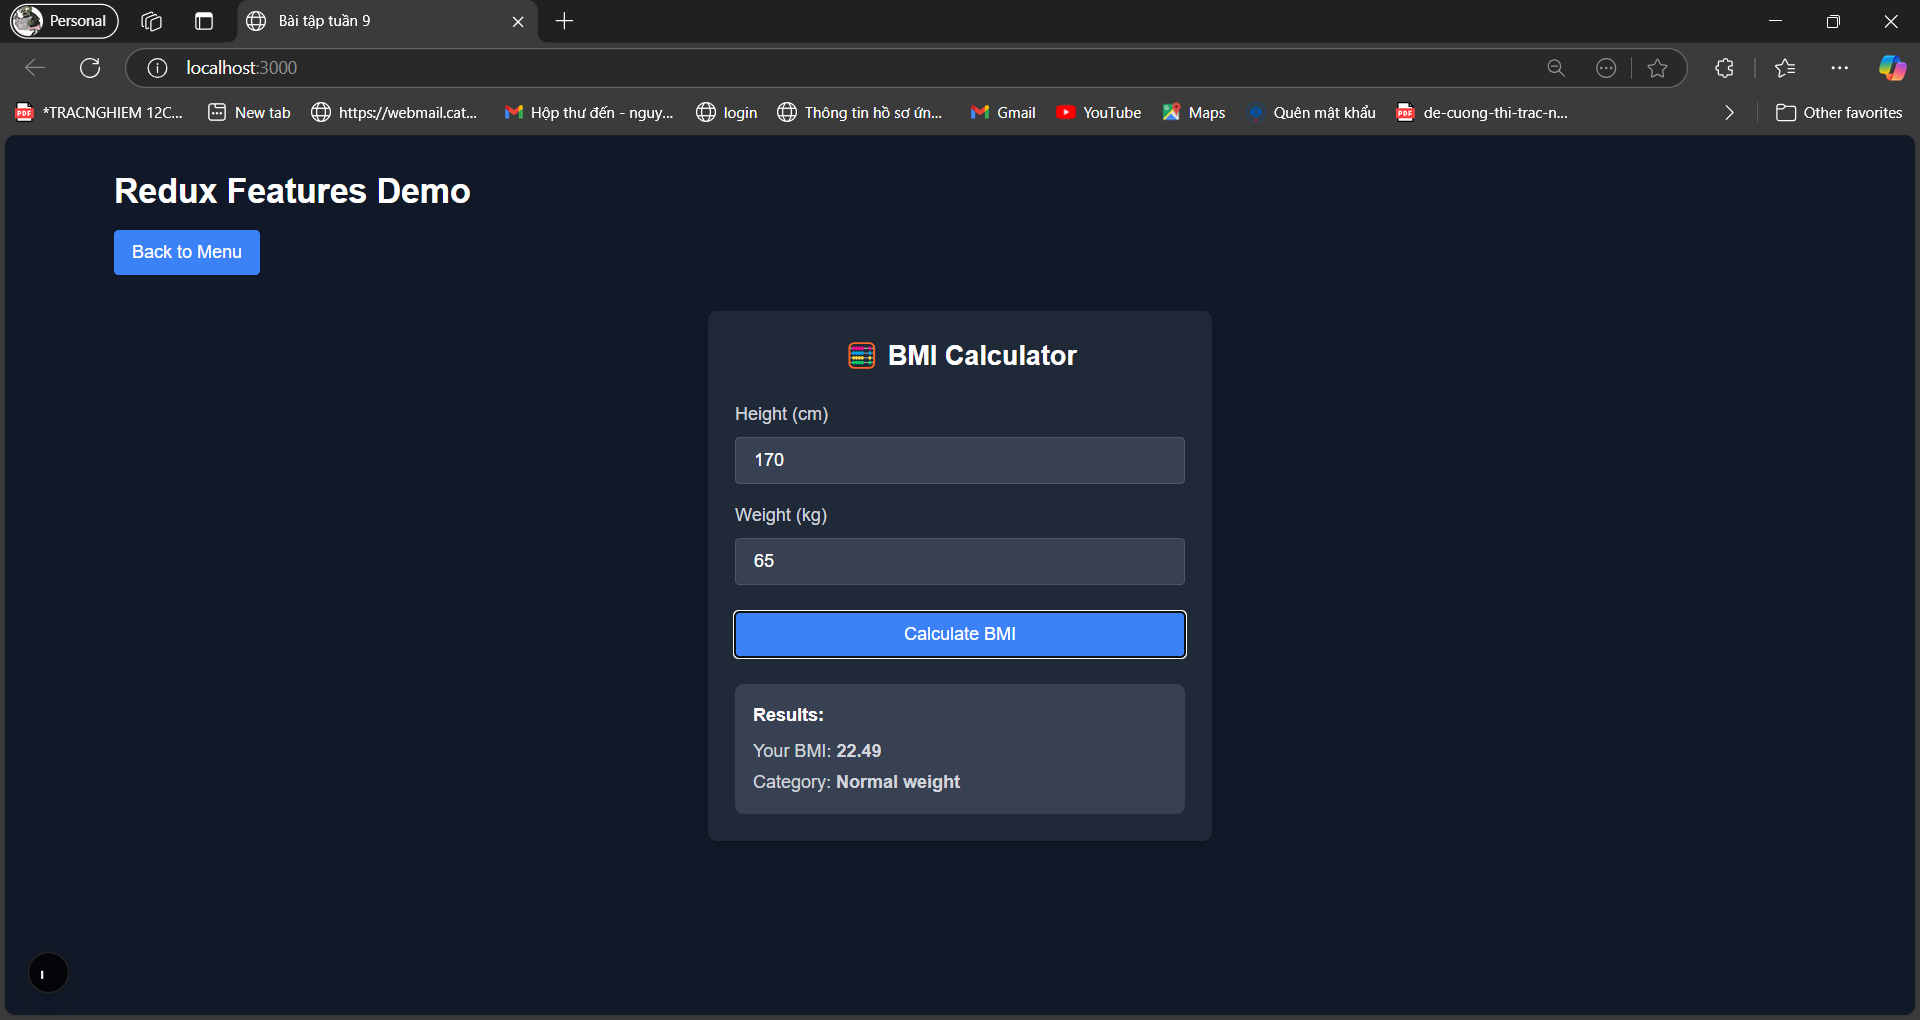 Personal
Bài tập tuần 9
localhost:3000
*TRACNGHIEM 12C...
New tab
https://webmail.cat...
Hộp thư đến - nguy...
login
Thông tin hồ sơ ứn...
Gmail
YouTube
Maps
Quên mật khẩu
de-cuong-thi-trac-n...
Other favorites
Redux Features Demo
Back to Menu
BMI Calculator
Height (cm)
170
Weight (kg)
65
Calculate BMI
Results:
Your BMI: 22.49
Category: Normal weight